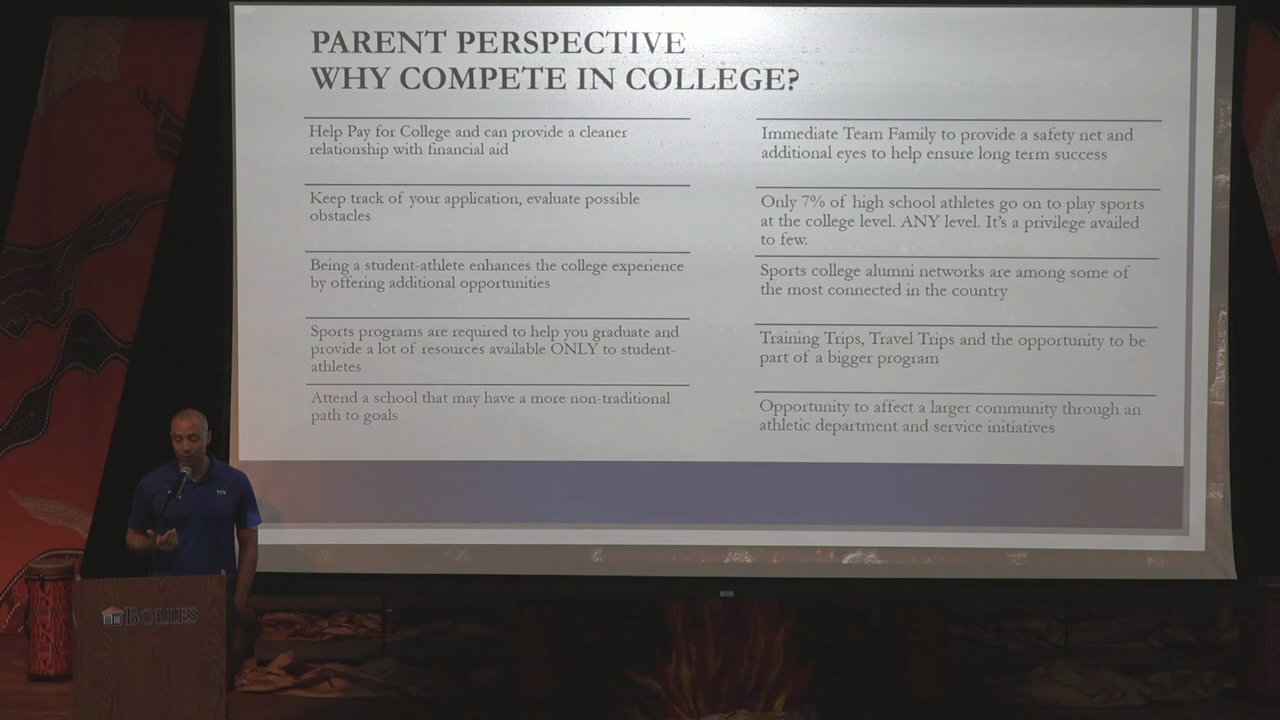 PARENT PERSPECTIVE
WHY COMPETE IN COLLEGE?
Help Pay for College and can provide a cleaner
relationship with financial aid
Keep track of your application, evaluate possible
obstacles
Being a student-athlete enhances the college experience
by offering additional opportunities
Sports programs are required to help you graduate and
provide a lot of resources available ONLY to student-
athletes
Attend a school that may have a more non-traditional
path to goals
Immediate Team Family to provide a safety net and
additional eyes to help ensure long term success
Only 7% of high school athletes go on to play sports
at the college level. ANY level. It's a privilege availed
to few.
Sports college alumni networks are among some of
the most connected in the country
Training Trips, Travel Trips and the opportunity to be
part of a bigger program
Opportunity to affect a larger community through an
athletic department and service initiatives
TYR
BOLLES